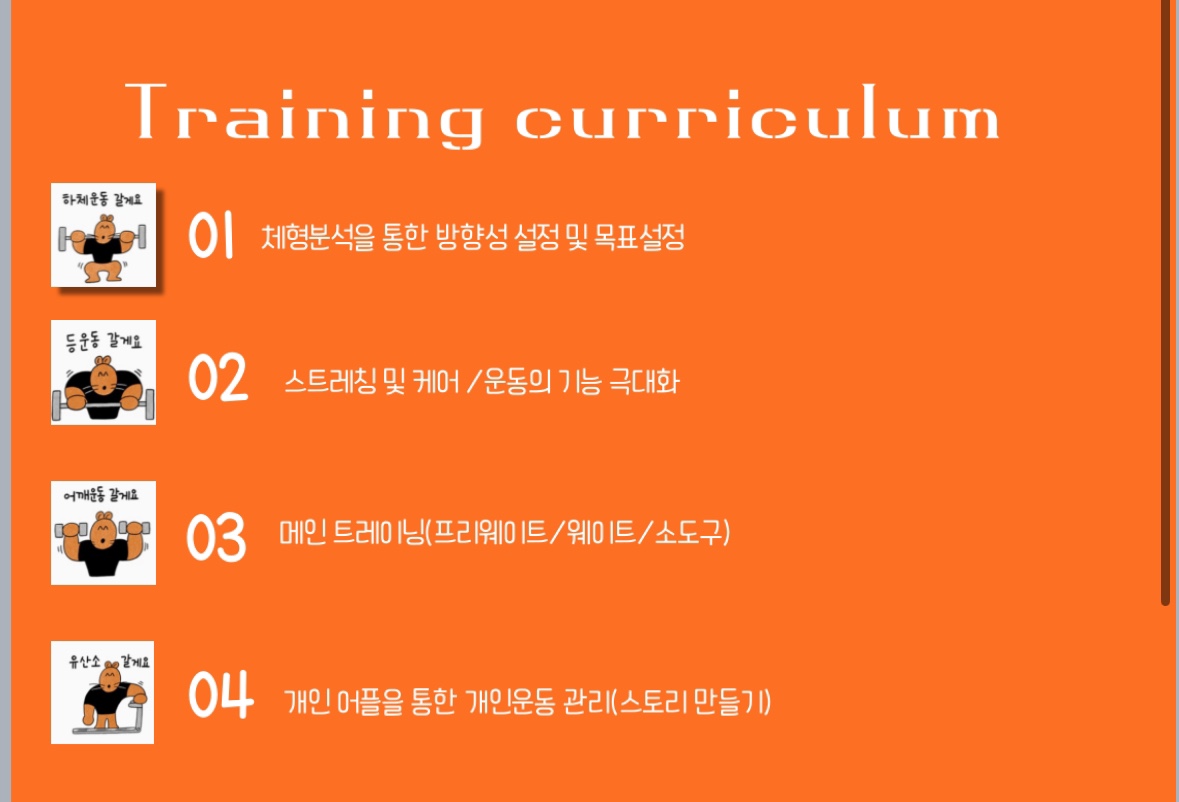 Training curriculum
하체운동 갈게요
01 체형분석을 통한 방향성 설정 및 목표설정
등운동 갈게요
02 스트레칭 및 케어 /운동의 기능 극대화
어깨운동 갈게요
03 메인 트레이닝(프리웨이트/웨이트/소도구)
유산소 갈게요
04 개인 어플을 통한 개인운동 관리(스토리 만들기)